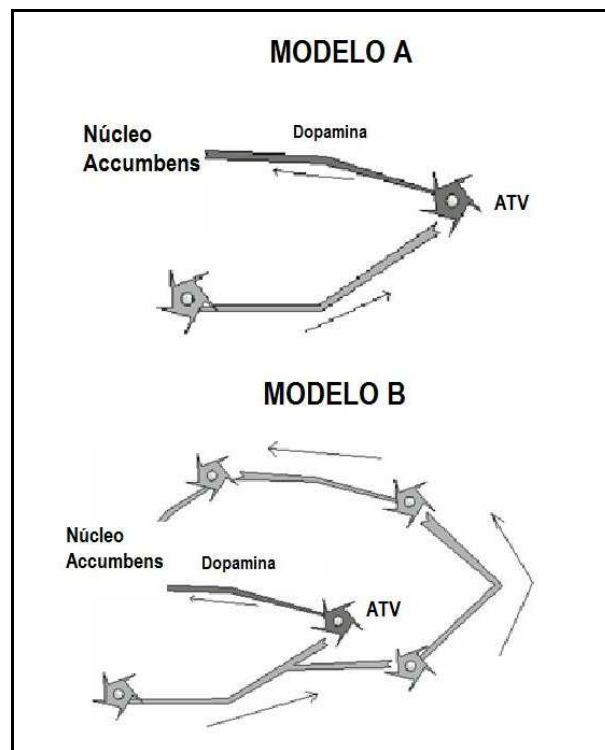 MODELO A
Núcleo
Accumbens
Dopamina
ATV
MODELO B
Núcleo
Accumbens
Dopamina
ATV